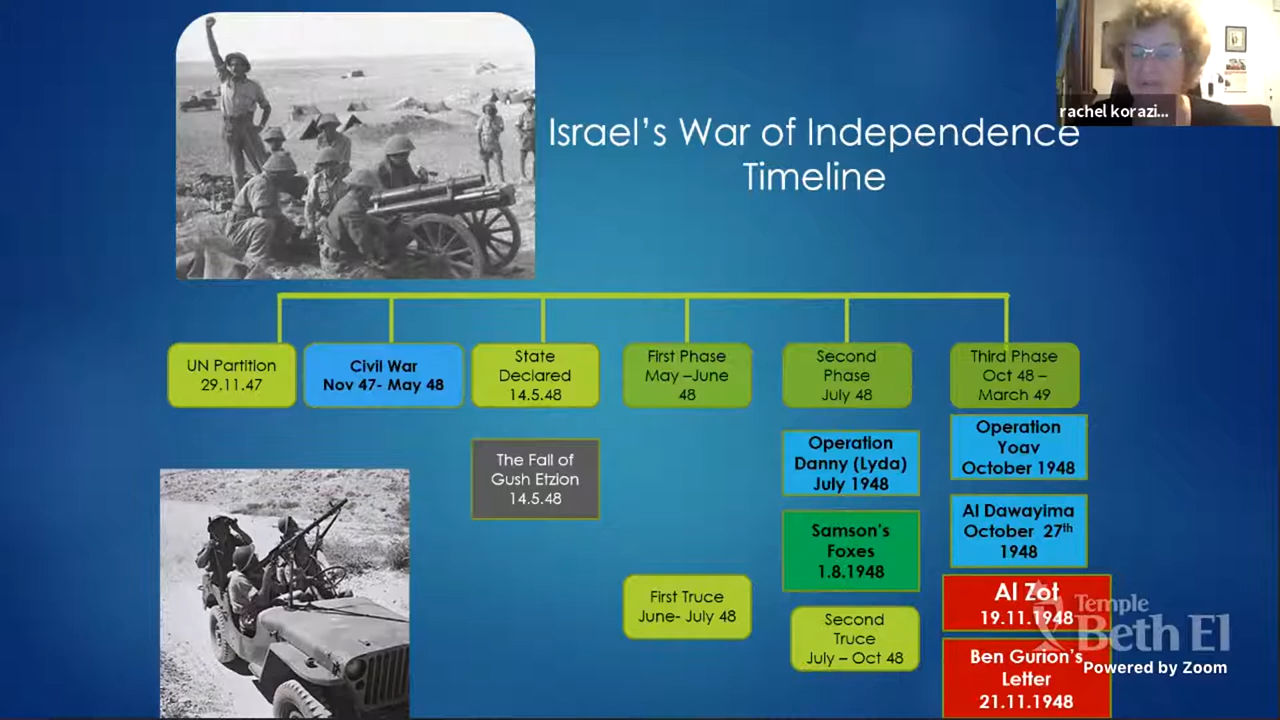 rachel korazi...
Israel's War of Independence
Timeline
UN Partition
29.11.47
Civil War
Nov 47- May 48
State
Declared
14.5.48
First Phase
May –June
48
Second
Phase
July 48
Third Phase
Oct 48 –
March 49
The Fall of
Gush Etzion
14.5.48
Operation
Danny (Lyda)
July 1948
Operation
Yoav
October 1948
Samson's
Foxes
1.8.1948
Al Dawayima
October 27th
1948
First Truce
June- July 48
Second
Truce
July – Oct 48
Al Zot
19.11.1948
Ben Gurion's
Letter
21.11.1948
Temple
Beth El
Powered by Zoom